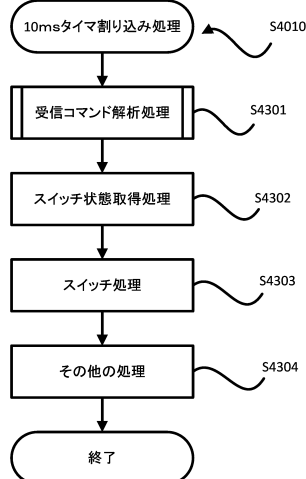 10msタイマ割り込み処理
S4010
受信コマンド解析処理
S4301
スイッチ状態取得処理
S4302
スイッチ処理
S4303
その他の処理
S4304
終了